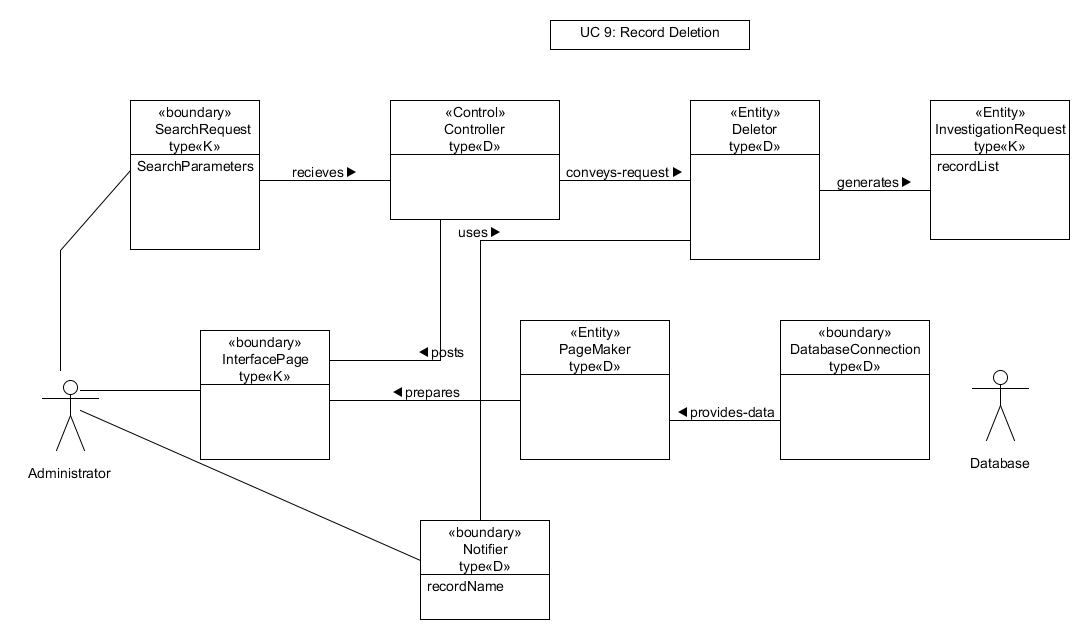 UC 9: Record Deletion
«boundary»
SearchRequest
type«K»
SearchParameters
recieves
«Control»
Controller
type«D»
conveys-request
«Entity»
Deletor
type«D»
generates
«Entity»
InvestigationRequest
type«K»
recordList
uses
«boundary»
InterfacePage
type«K»
posts
prepares
«Entity»
PageMaker
type«D»
provides-data
«boundary»
DatabaseConnection
type«D»
Administrator
Database
«boundary»
Notifier
type«D»
recordName